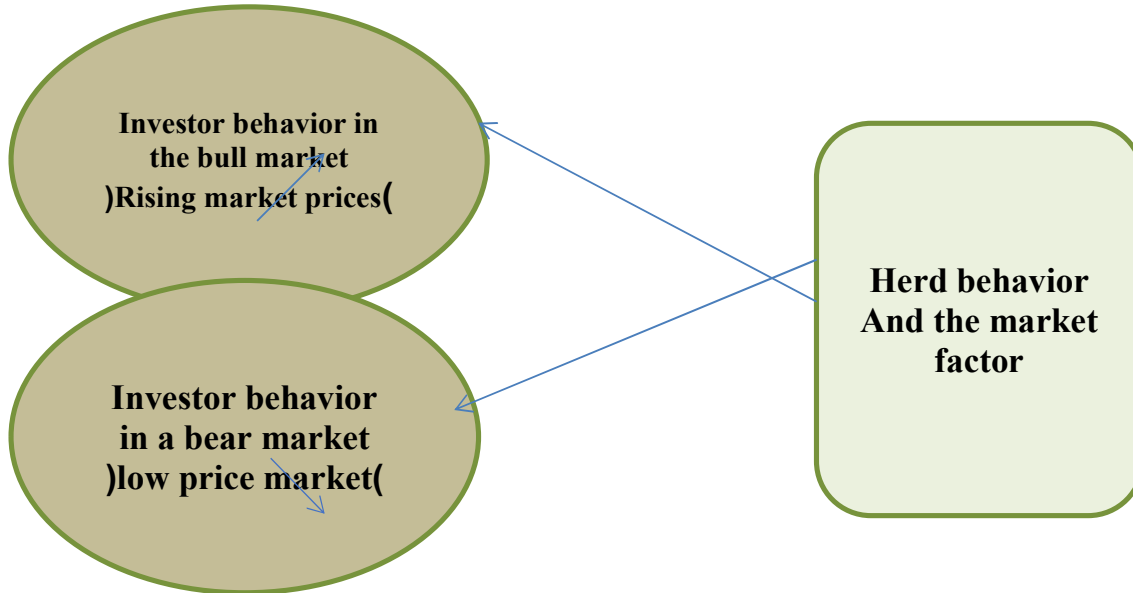 Investor behavior in
the bull market
)Rising market prices(
Investor behavior
in a bear market
)low price market(
Herd behavior
And the market
factor